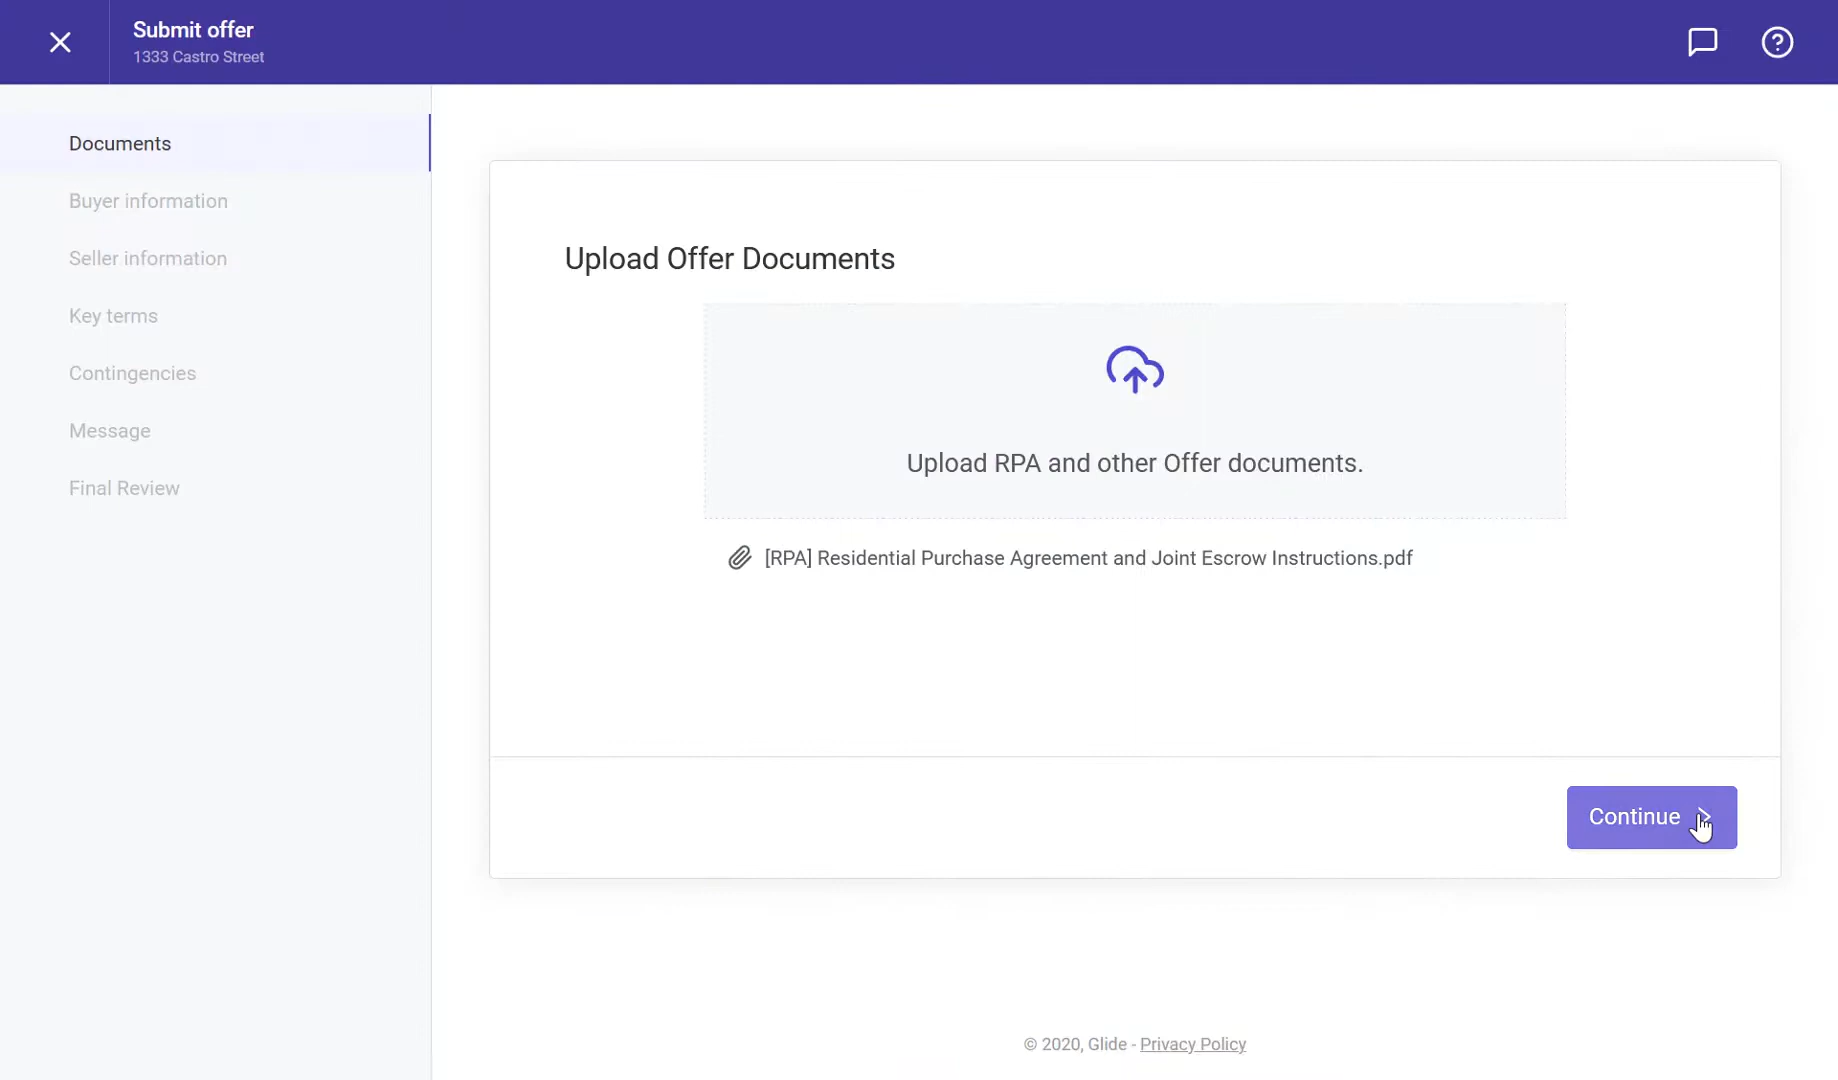 Submit offer
1333 Castro Street
Documents
Buyer information
Seller information
Key terms
Contingencies
Message
Final Review
Upload Offer Documents
Upload RPA and other Offer documents.
[RPA] Residential Purchase Agreement and Joint Escrow Instructions.pdf
Continue
© 2020, Glide - Privacy Policy